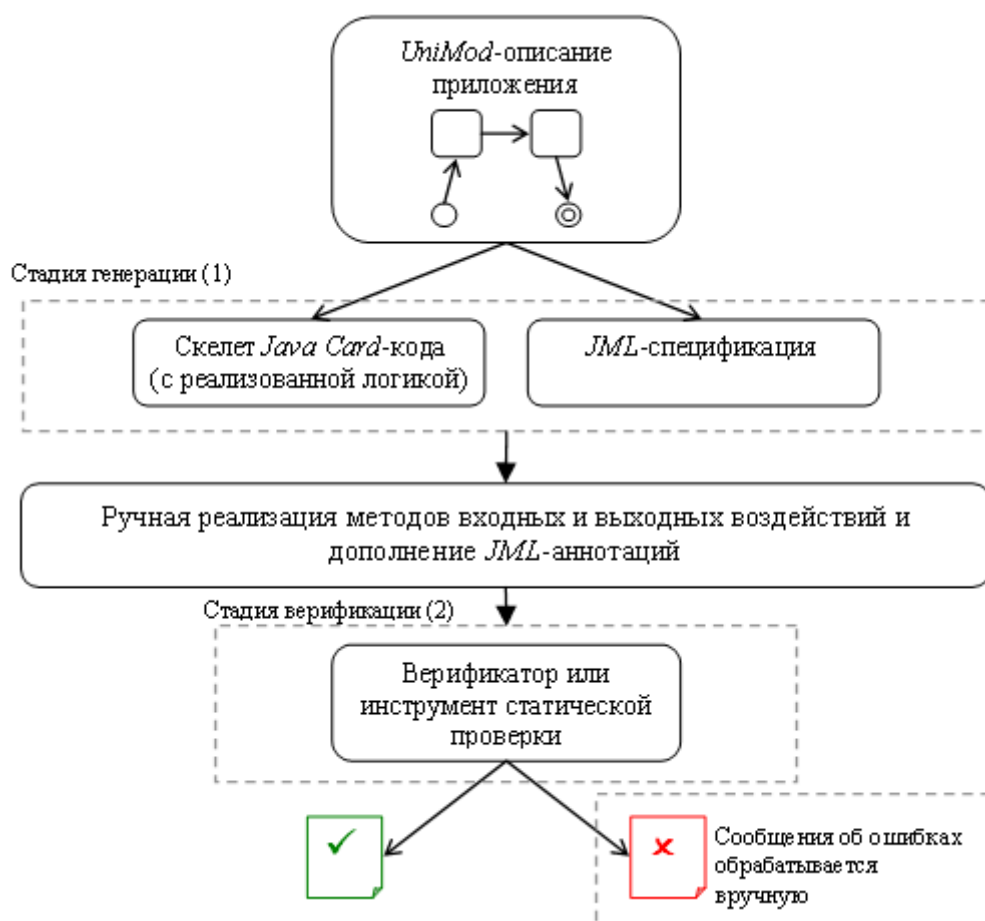 UniMod-описание
приложения
Стадия генерации (1)
Скелет Java Card-кода
(с реализованной логикой)
JML-спецификация
Ручная реализация методов входных и выходных воздействий и
дополнение JML-аннотаций
Стадия верификации (2)
Верификатор или
инструмент статической
проверки
Сообщения об ошибках
обрабатывается
вручную